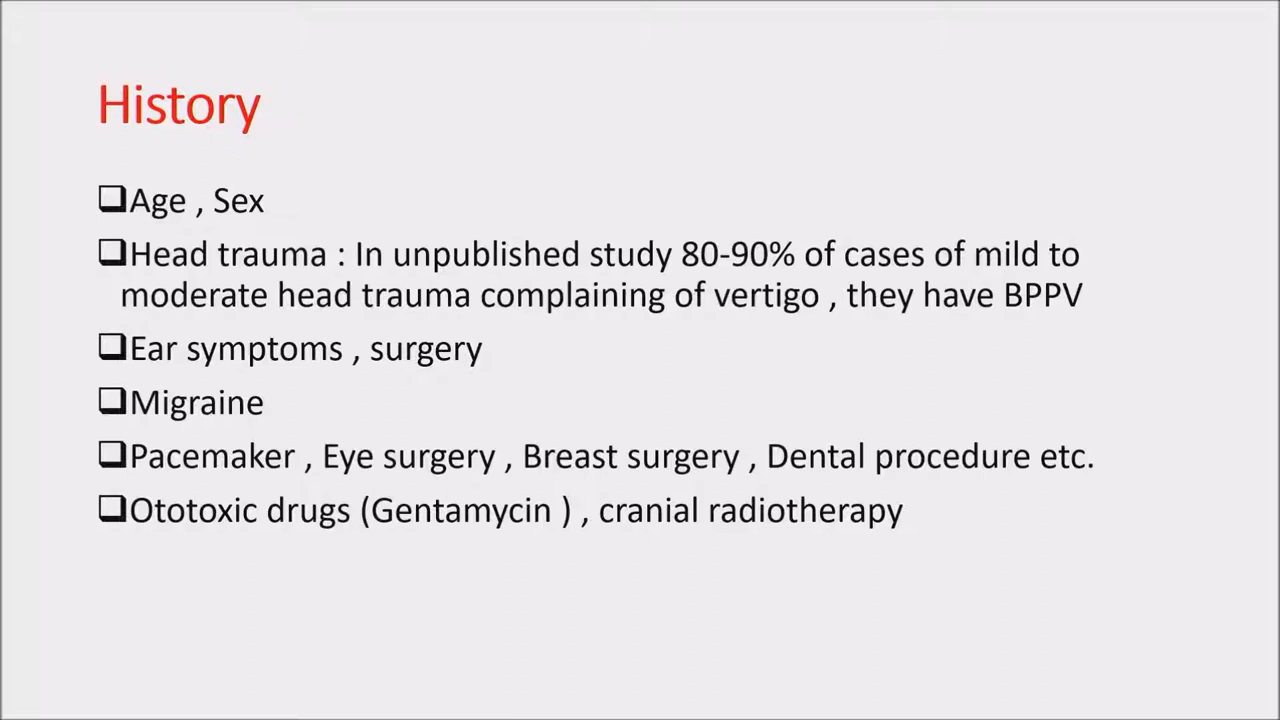 History
❑Age , Sex
❑Head trauma : In unpublished study 80-90% of cases of mild to
moderate head trauma complaining of vertigo , they have BPPV
❑Ear symptoms , surgery
❑Migraine
❑Pacemaker , Eye surgery , Breast surgery , Dental procedure etc.
❑Ototoxic drugs (Gentamycin ) , cranial radiotherapy